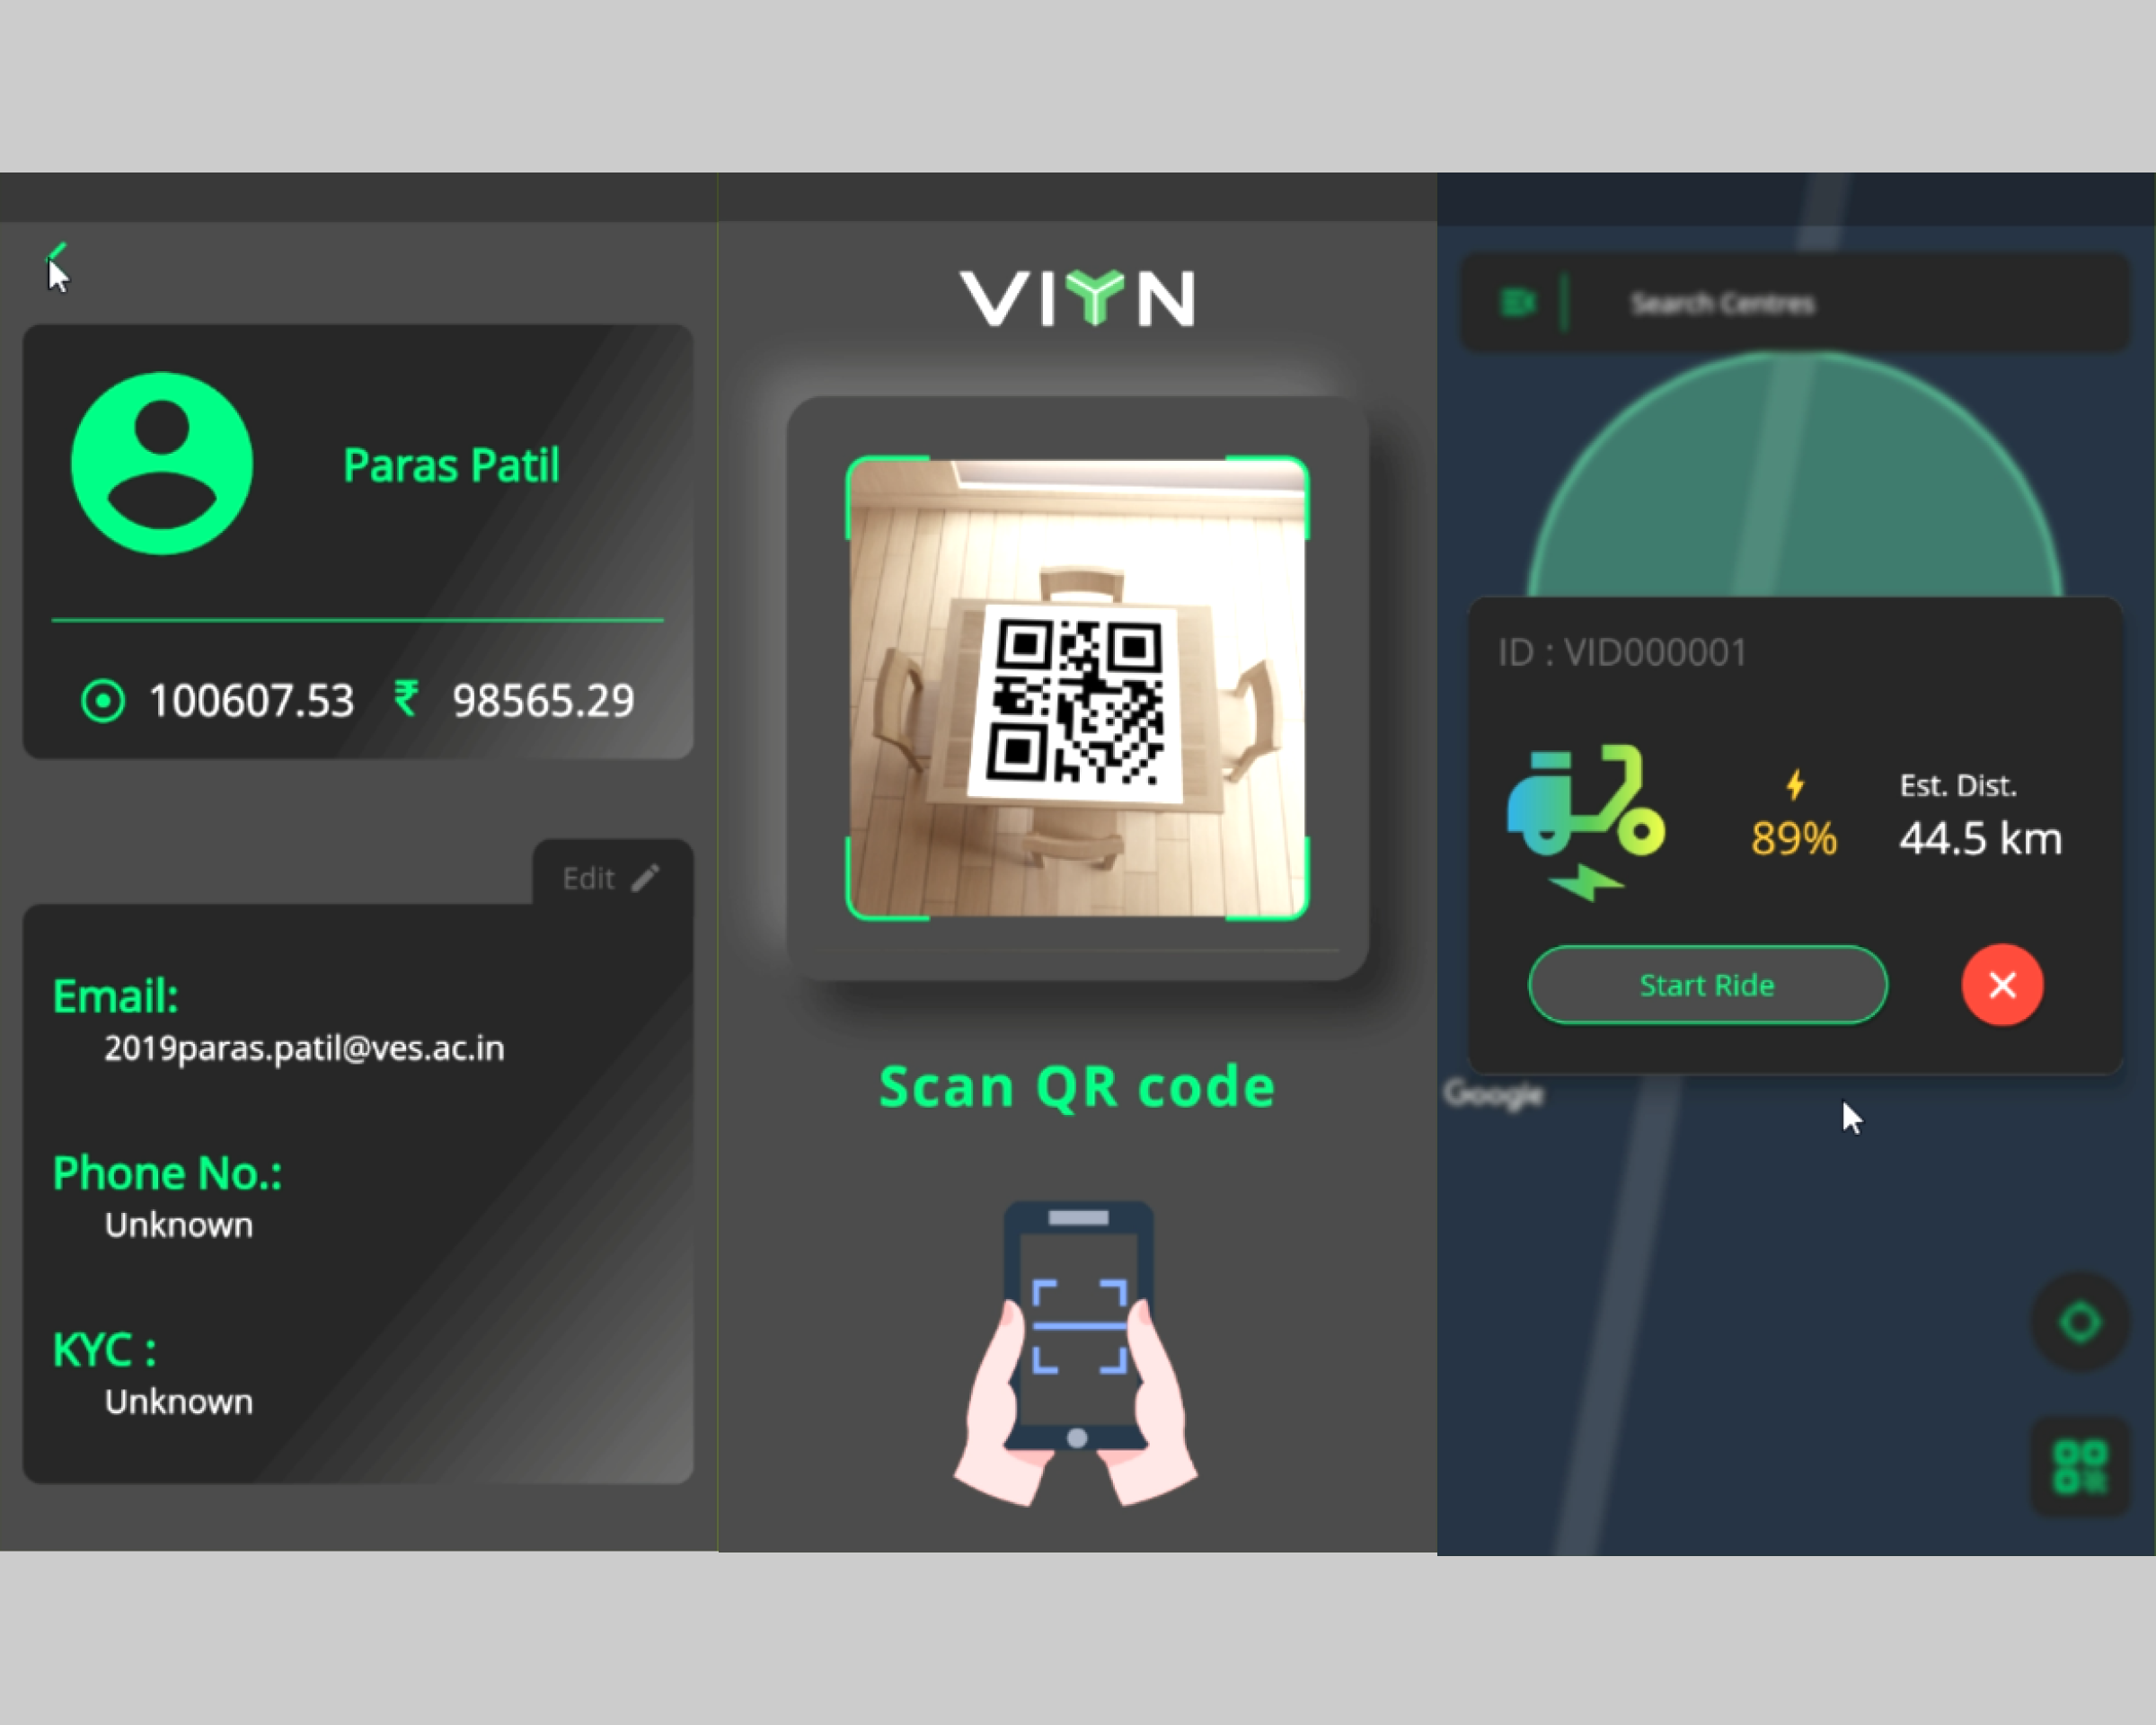 Paras Patil
100607.53 ₹ 98565.29
Edit
Email:
2019paras.patil@ves.ac.in
Phone No.:
Unknown
KYC :
Unknown
VIYN
Scan QR code
Search Centres
ID : VID000001
Est. Dist.
89% 44.5 km
Start Ride
Google